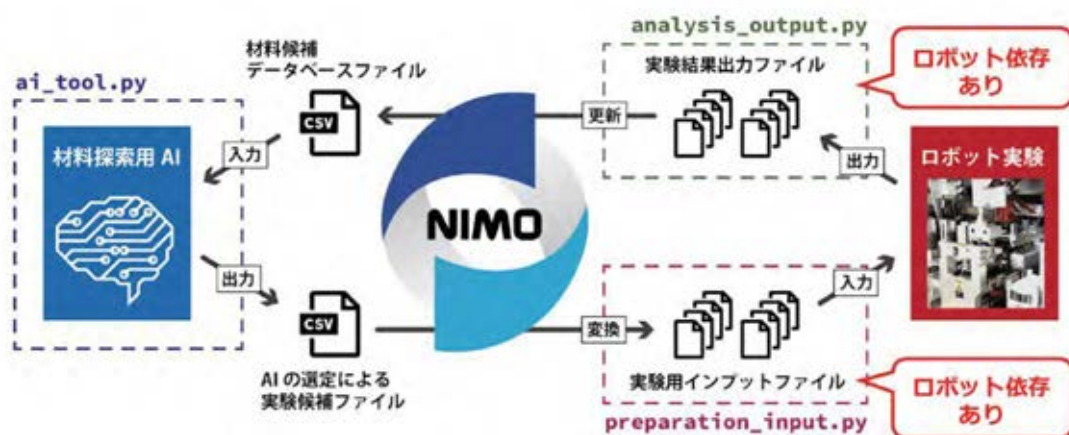 ai_tool.py
材料探索用 AI
入力
出力
材料候補
データベースファイル
CSV
CSV
AI の選定による
実験候補ファイル
NIMO
更新
変換
analysis_output.py
実験結果出力ファイル
出力
ロボット依存
あり
ロボット実験
入力
実験用インプットファイル
preparation_input.py
ロボット依存
あり